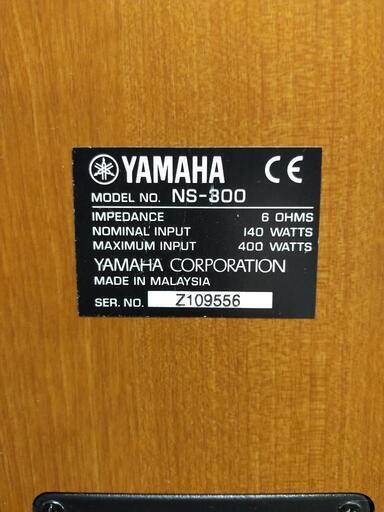 YAMAHA CE
MODEL NO. NS-300
IMPEDANCE 6 OHMS
NOMINAL INPUT 140 WATTS
MAXIMUM INPUT 400 WATTS
YAMAHA CORPORATION
MADE IN MALAYSIA
SER. NO. Z109556